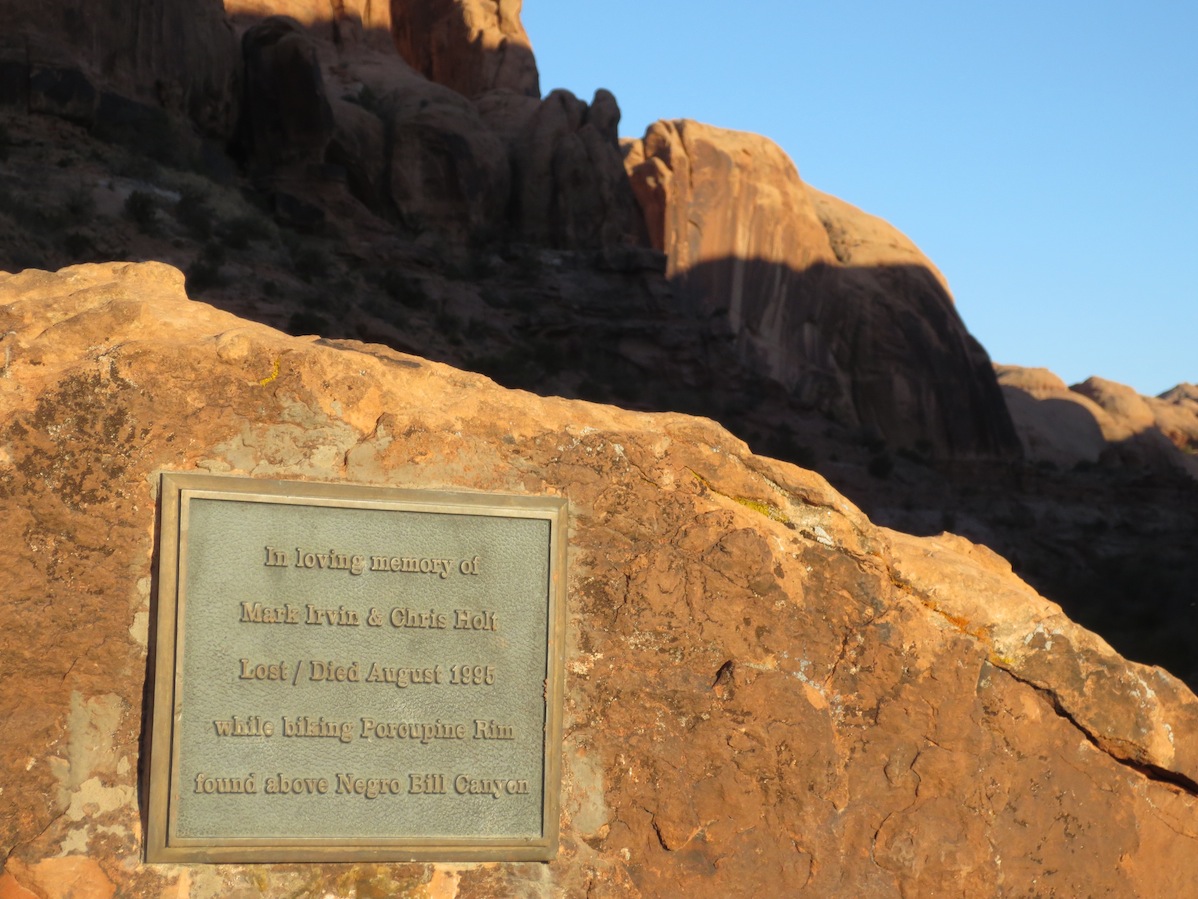 In loving memory of
Mark Irvin & Chris Holt
Lost / Died August 1995
while biking Porcupine Rim
found above Negro Bill Canyon